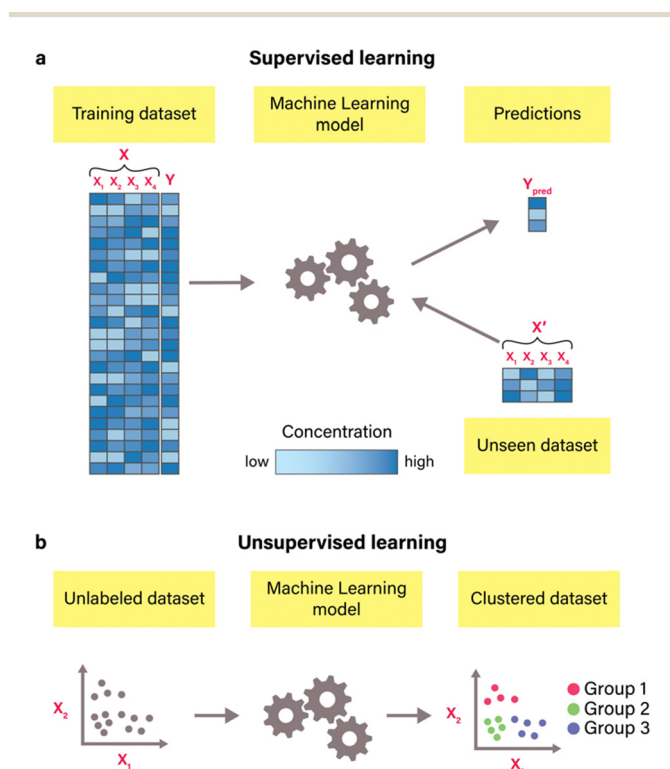 a
Supervised learning
Training dataset
Machine Learning
model
Predictions
X
X₁ X₂ X₃ X₄ Y
Y pred
X′
X₁ X₂ X₃ X₄
Concentration
low
high
Unseen dataset
b
Unsupervised learning
Unlabeled dataset
Machine Learning
model
Clustered dataset
X₂
X₁
X₂
Group 1
Group 2
Group 3